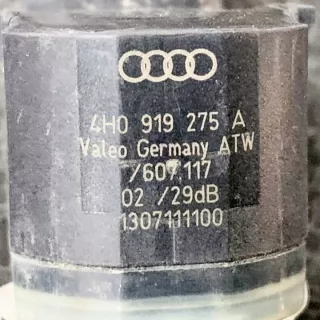 4H0 919 275 A
Valeo Germany ATW
/607117
02 /29dB
1307111100